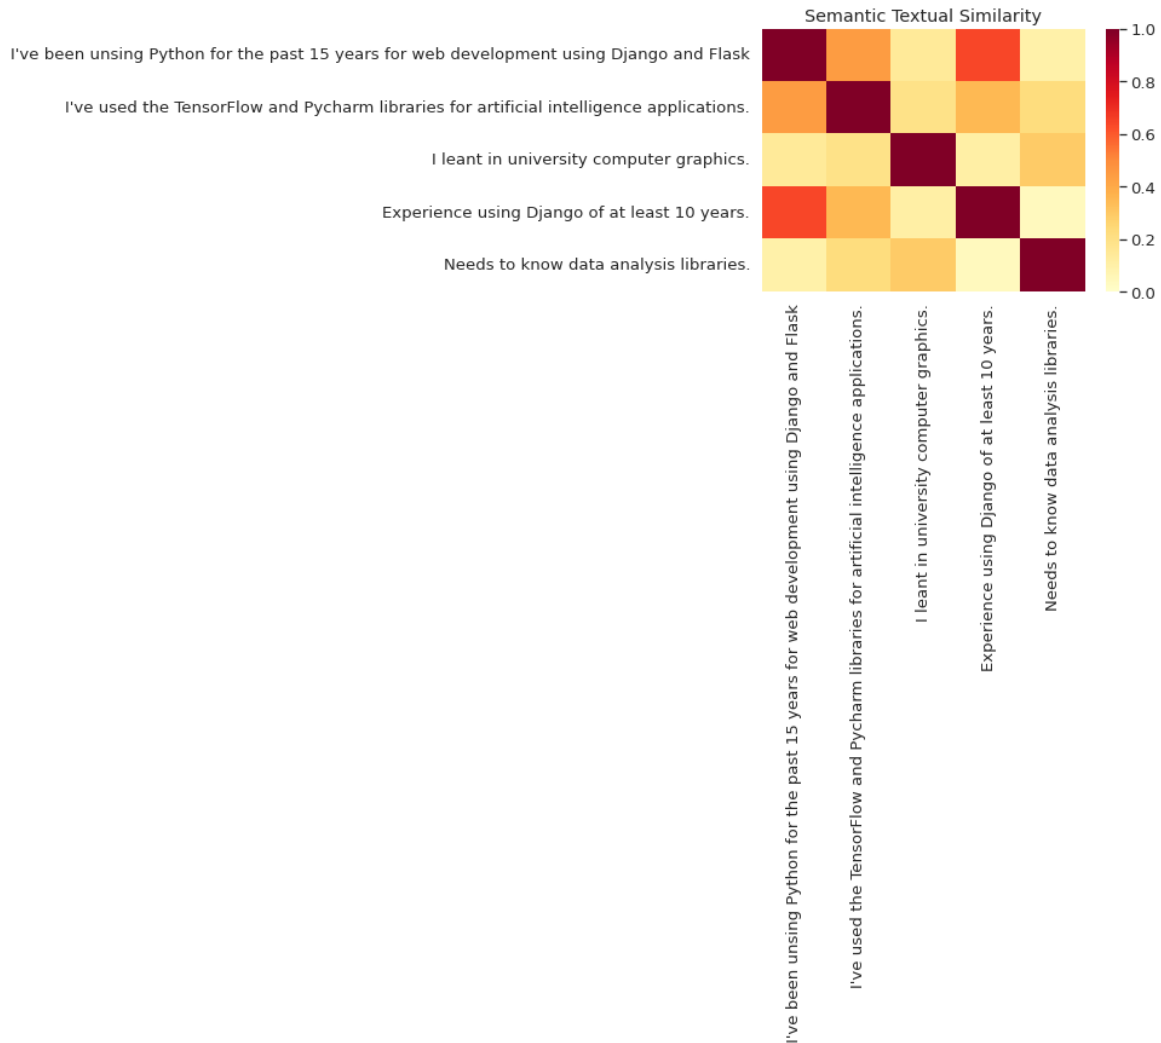 Semantic Textual Similarity
I've been unsing Python for the past 15 years for web development using Django and Flask
I've used the TensorFlow and Pycharm libraries for artificial intelligence applications.
I leant in university computer graphics.
Experience using Django of at least 10 years.
Needs to know data analysis libraries.
1.0
0.8
0.6
0.4
0.2
0.0
I've been unsing Python for the past 15 years for web development using Django and Flask
I've used the TensorFlow and Pycharm libraries for artificial intelligence applications.
I leant in university computer graphics.
Experience using Django of at least 10 years.
Needs to know data analysis libraries.